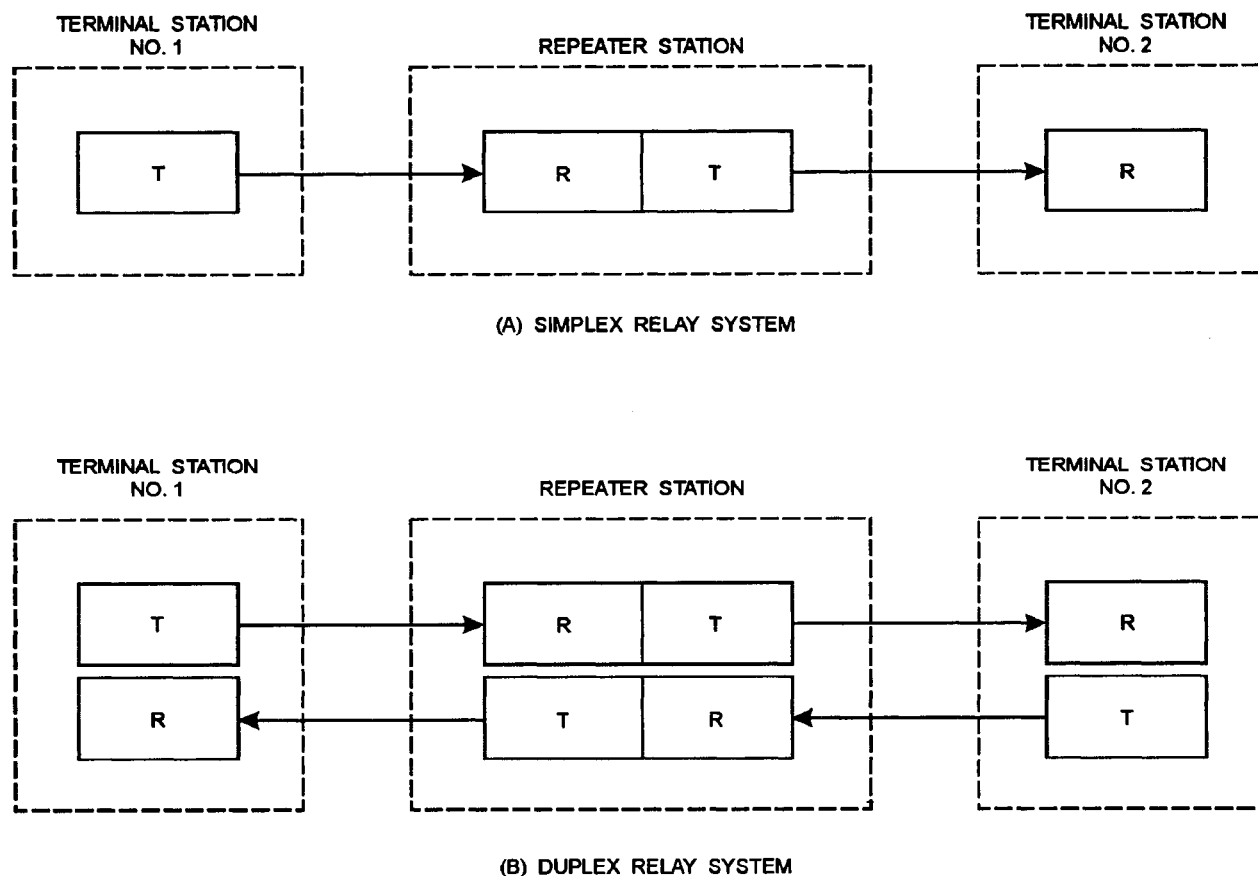 TERMINAL STATION
NO. 1
REPEATER STATION
TERMINAL STATION
NO. 2
T
R
T
R
(A) SIMPLEX RELAY SYSTEM
TERMINAL STATION
NO. 1
REPEATER STATION
TERMINAL STATION
NO. 2
T
R
T
R
R
T
R
T
(B) DUPLEX RELAY SYSTEM